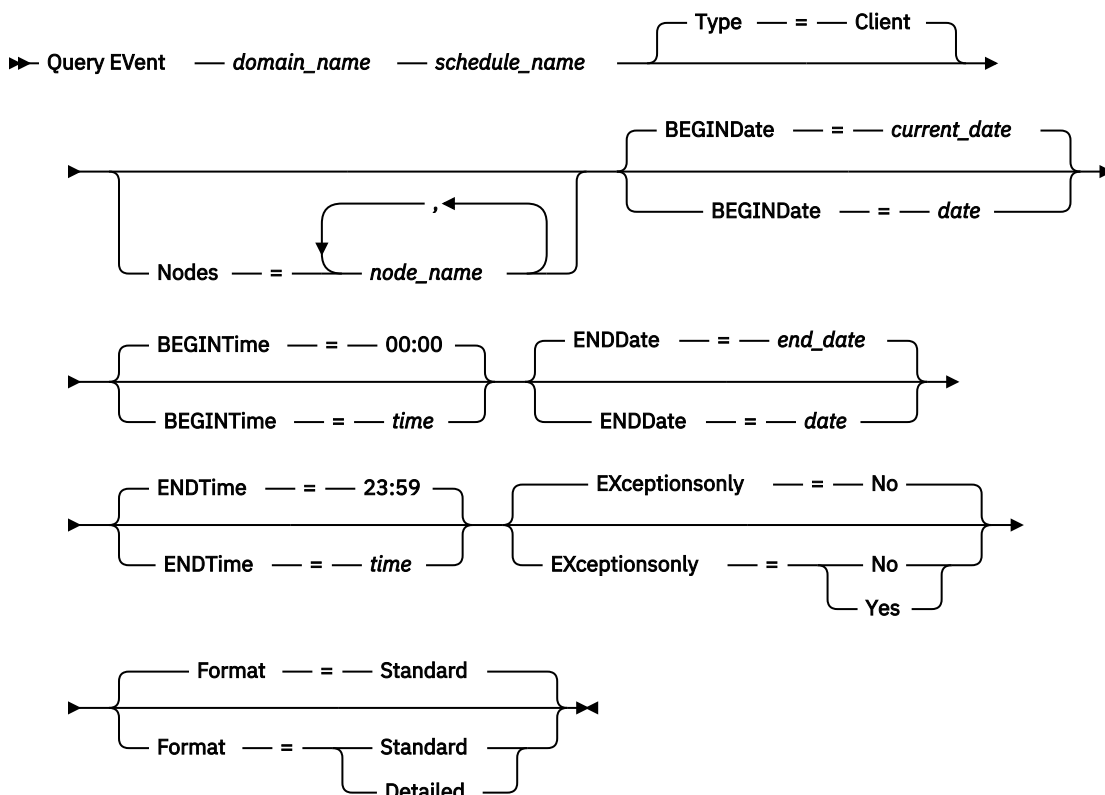 Type = Client
Query EVent domain_name schedule_name
BEGINDate = current_date
BEGINDate = date
,
Nodes = node_name
BEGINTime = 00:00
ENDDate = end_date
BEGINTime = time
ENDDate = date
ENDTime = 23:59
EXceptionsonly = No
ENDTime = time
EXceptionsonly = No
Yes
Format = Standard
Format = Standard
Detailed